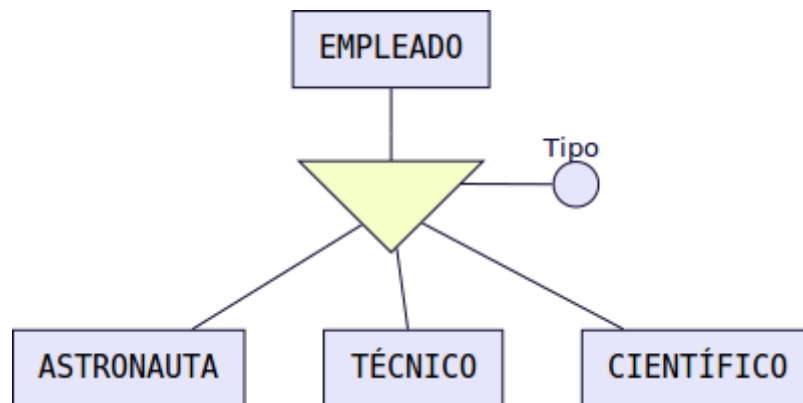 EMPLEADO
Tipo
ASTRONAUTA
TÉCNICO
CIENTÍFICO